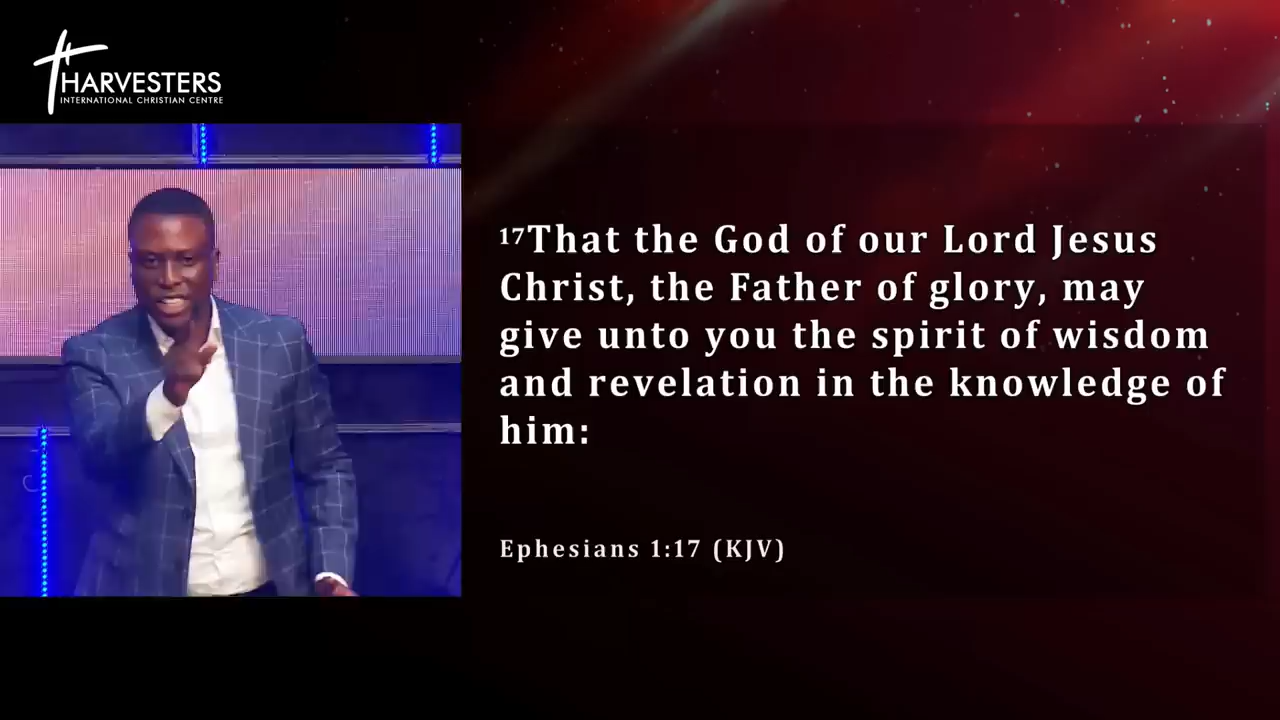 HARVESTERS
INTERNATIONAL CHRISTIAN CENTRE
17That the God of our Lord Jesus
Christ, the Father of glory, may
give unto you the spirit of wisdom
and revelation in the knowledge of
him:
Ephesians 1:17 (KJV)